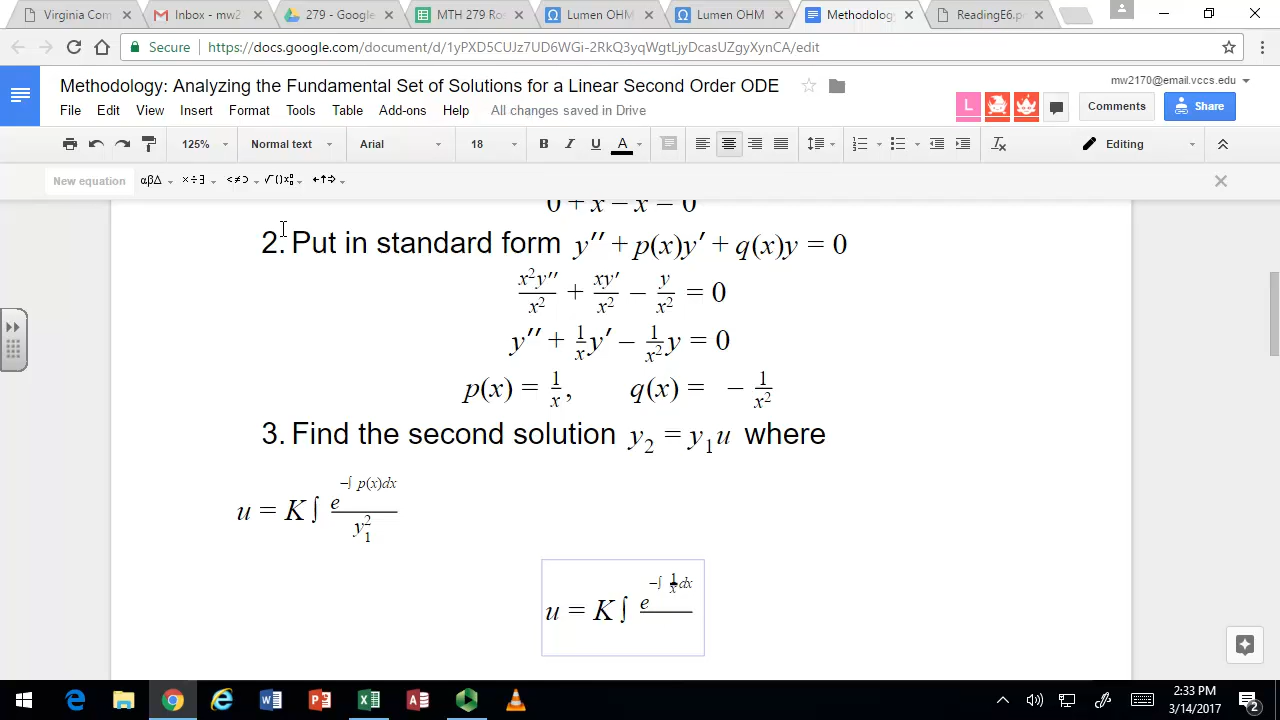 Virginia Co
Inbox - mw2
279 - Google
MTH 279 Ros
Lumen OHM
Lumen OHM
Methodolog
ReadingE6.p
Secure
https://docs.google.com/document/d/1yPXD5CUJz7UD6WGi-2RkQ3yqWgtLjyDcasUZgyXynCA/edit
Methodology: Analyzing the Fundamental Set of Solutions for a Linear Second Order ODE
mw2170@email.vccs.edu
File Edit View Insert Format Tools Table Add-ons Help All changes saved in Drive
L
Comments
Share
125% Normal text Arial 18 B I U A Editing
New equation αβΔ ×÷∃ <≠⊃ √()x ←↑⇒
0 + x − x = 0
2. Put in standard form y′′ + p(x)y′ + q(x)y = 0
x²y′′/x² + xy′/x² − y/x² = 0
y′′ + 1/x y′ − 1/x² y = 0
p(x) = 1/x, q(x) = − 1/x²
3. Find the second solution y₂ = y₁u where
u = K∫ e^(−∫ p(x)dx) / y₁²
u = K∫ e^(−∫ 1/x dx)
2:33 PM
3/14/2017
2